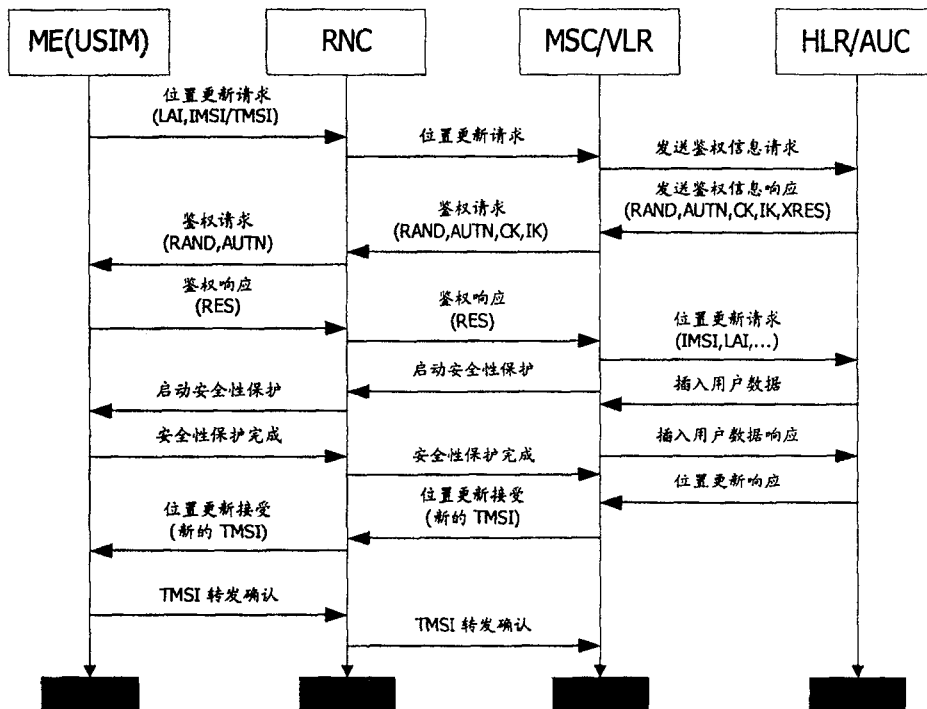 ME(USIM)
RNC
MSC/VLR
HLR/AUC
位置更新请求
(LAI,IMSI/TMSI)
位置更新请求
发送鉴权信息请求
发送鉴权信息响应
(RAND,AUTN,CK,IK,XRES)
鉴权请求
(RAND,AUTN,CK,IK)
鉴权请求
(RAND,AUTN)
鉴权响应
(RES)
鉴权响应
(RES)
位置更新请求
(IMSI,LAI,...)
启动安全性保护
插入用户数据
启动安全性保护
安全性保护完成
插入用户数据响应
安全性保护完成
位置更新响应
位置更新接受
(新的 TMSI)
位置更新接受
(新的 TMSI)
TMSI 转发确认
TMSI 转发确认